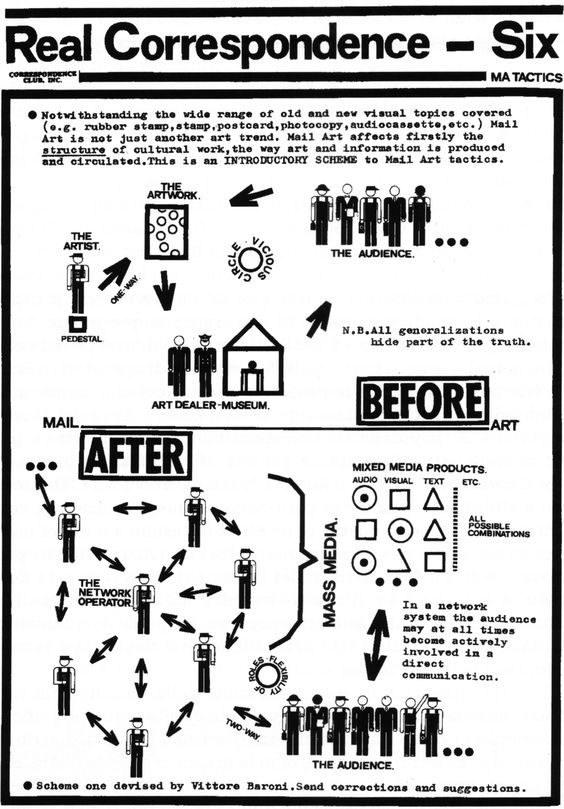 Real Correspondence - Six
CORRESPONDENCE
CLUB, INC.
MA TACTICS
Notwithstanding the wide range of old and new visual topics covered
(e.g. rubber stamp,stamp,postcard,photocopy,audiocassette,etc.) Mail
Art is not just another art trend. Mail Art affects firstly the
structure of cultural work,the way art and information is produced
and circulated.This is an INTRODUCTORY SCHEME to Mail Art tactics.
THE
ARTWORK.
THE
ARTIST.
ONE-WAY.
PEDESTAL.
VICIOUS CIRCLE.
THE AUDIENCE.
N.B.All generalizations
hide part of the truth.
ART DEALER-MUSEUM.
BEFORE
MAIL
ART
AFTER
THE
NETWORK
OPERATOR.
MASS MEDIA.
MIXED MEDIA PRODUCTS.
AUDIO VISUAL TEXT ETC.
ALL
POSSIBLE
COMBINATIONS
In a network
system the audience
may at all times
become actively
involved in a
direct
communication.
FLEXIBILITY OF ROLES
TWO-WAY.
THE AUDIENCE.
Scheme one devised by Vittore Baroni.Send cerrections and suggestions.